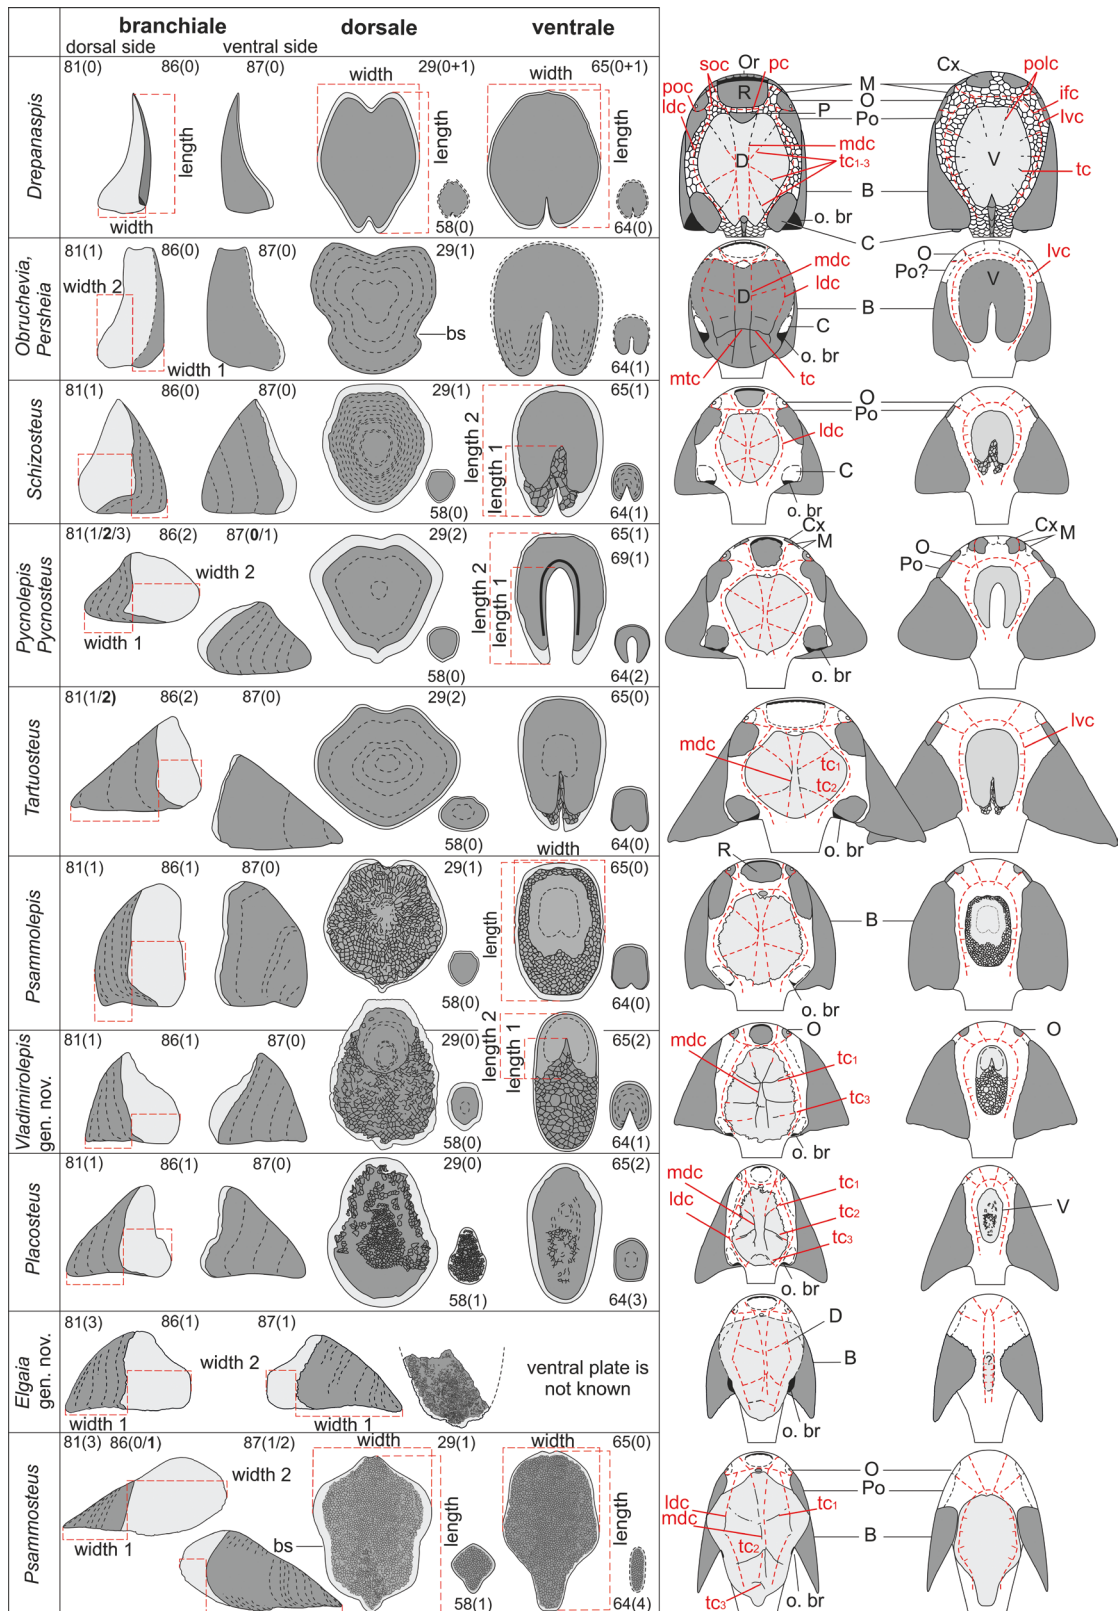 branchiale dorsale ventrale
dorsal side ventral side
Drepanaspis
81(0) 86(0) 87(0) 29(0+1) 65(0+1)
width width
length length length
width
58(0) 64(0)
Obruchevia,
Persheia
81(1) 86(0) 87(0) 29(1) 65(1)
width 2
bs
width 1
64(1)
Schizosteus
81(1) 86(0) 87(0) 29(1) 65(1)
length 2
length 1
58(0) 64(1)
Pycnolepis
Pycnosteus
81(1/2/3) 86(2) 87(0/1) 29(2) 65(1)
69(1)
width 2
length 2
length 1
width 1
58(0) 64(2)
Tartuosteus
81(1/2) 86(2) 87(0) 29(2) 65(0)
58(0) 64(0)
Psammolepis
width
81(1) 86(1) 87(0) 29(1) 65(0)
length
58(0) 64(0)
Vladimirolepis
gen. nov.
81(1) 86(1) 87(0) 29(0) 65(2)
length 2
length 1
58(0) 64(1)
Placosteus
81(1) 86(1) 87(0) 29(0) 65(2)
58(1) 64(3)
Elgaia
gen. nov.
81(3) 86(1) 87(1)
width 2
ventral plate is
not known
width 1 width 1
Psammosteus
81(3) 86(0/1) 87(1/2) 29(1) 65(0)
width width
width 2
length length
width 1
bs
58(1) 64(4)
Or
soc pc Cx polc
R M
poc O ifc
ldc Po lvc
P
mdc
D V
tc1-3 tc
B
o. br
C
O
mdc Po? lvc
D V
ldc
B
C
o. br
mtc tc
O
Po
ldc
C
o. br
Cx Cx
M M
O
Po
o. br
mdc lvc
tc1
tc2
o. br
R
B
o. br
O O
mdc tc1
tc3
o. br
mdc tc1
ldc V
tc2
tc3
o. br
D
B ?
o. br
O
Po
ldc tc1
mdc B
tc2
tc3 o. br